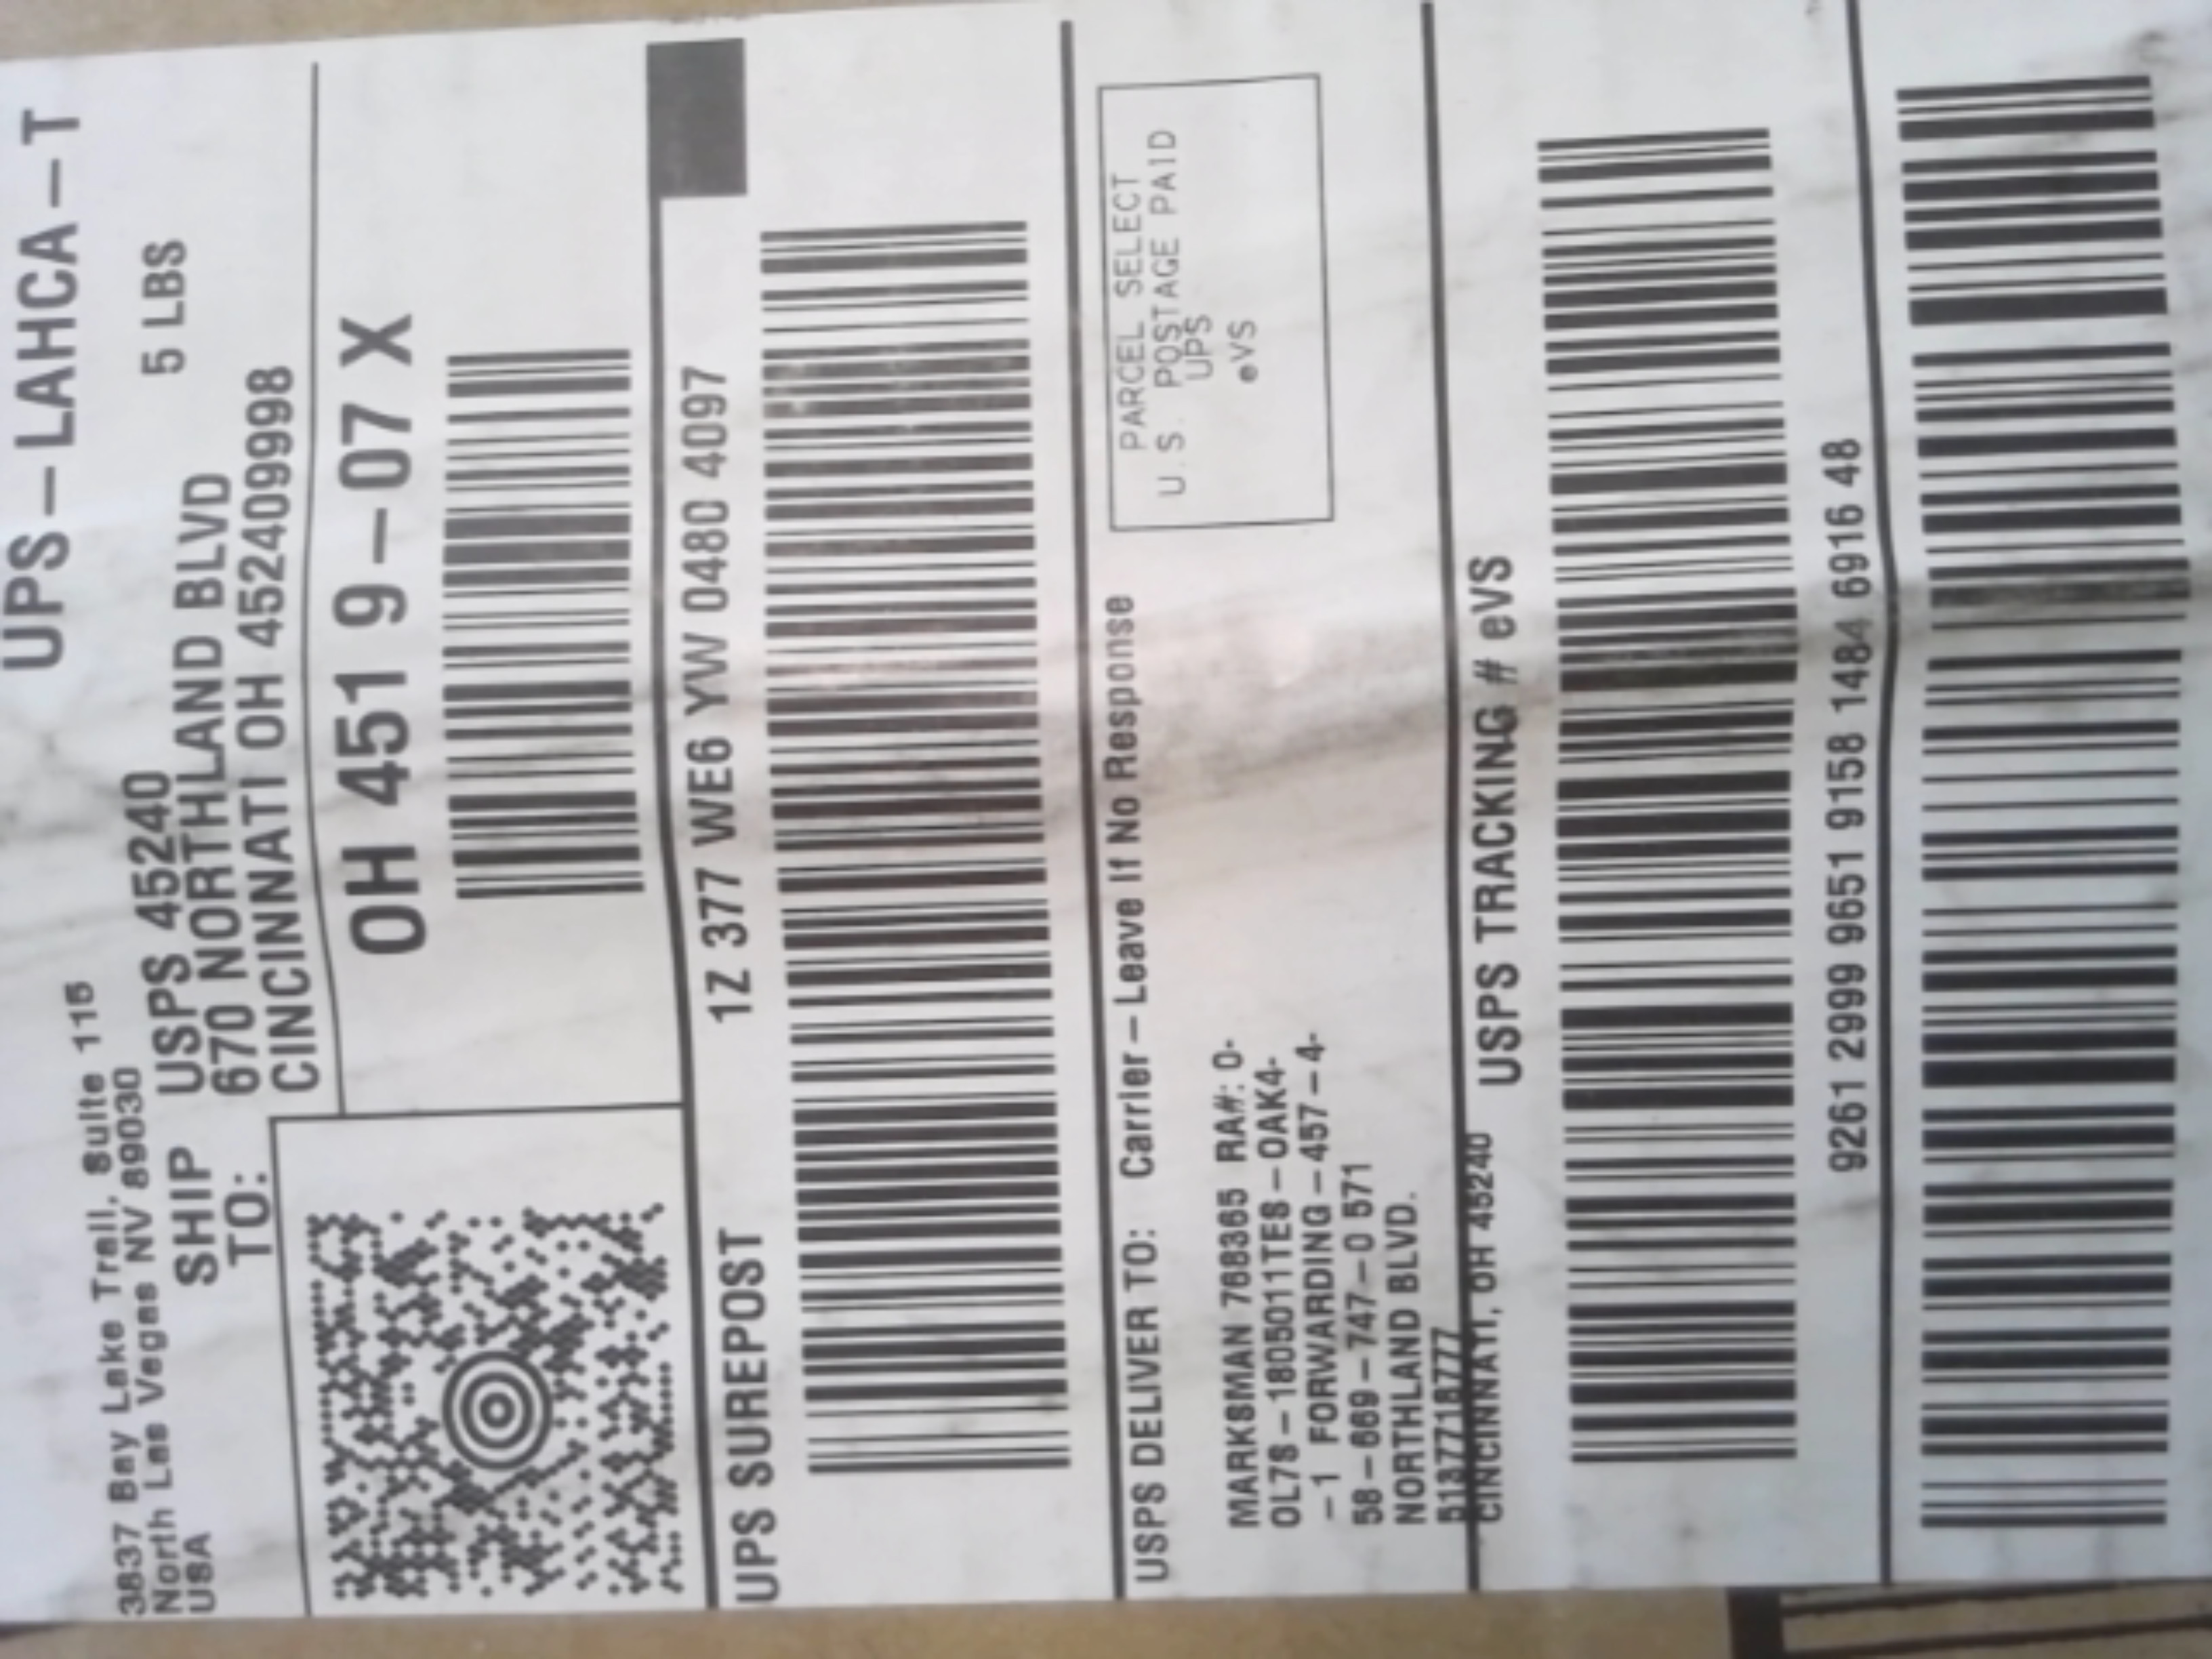 UPS-LAHCA-T
3837 Bay Lake Trail, Suite 115
North Las Vegas NV 89030
USA
5 LBS
SHIP TO:
USPS 45240
670 NORTHLAND BLVD
CINCINNATI OH 452409998
OH 451 9-07 X
UPS SUREPOST
1Z 377 WE6 YW 0480 4097
USPS DELIVER TO:
Carrier-Leave If No Response
MARKSMAN 768365 RA#: 0-
0L7S-1805011TES-0AK4-
-1 FORWARDING-457-4-
58-669-747-0 571
NORTHLAND BLVD.
5137718777
CINCINNATI, OH 45240
PARCEL SELECT
U.S. POSTAGE PAID
UPS
eVS
USPS TRACKING # eVS
9261 2999 9651 9158 1484 6916 48